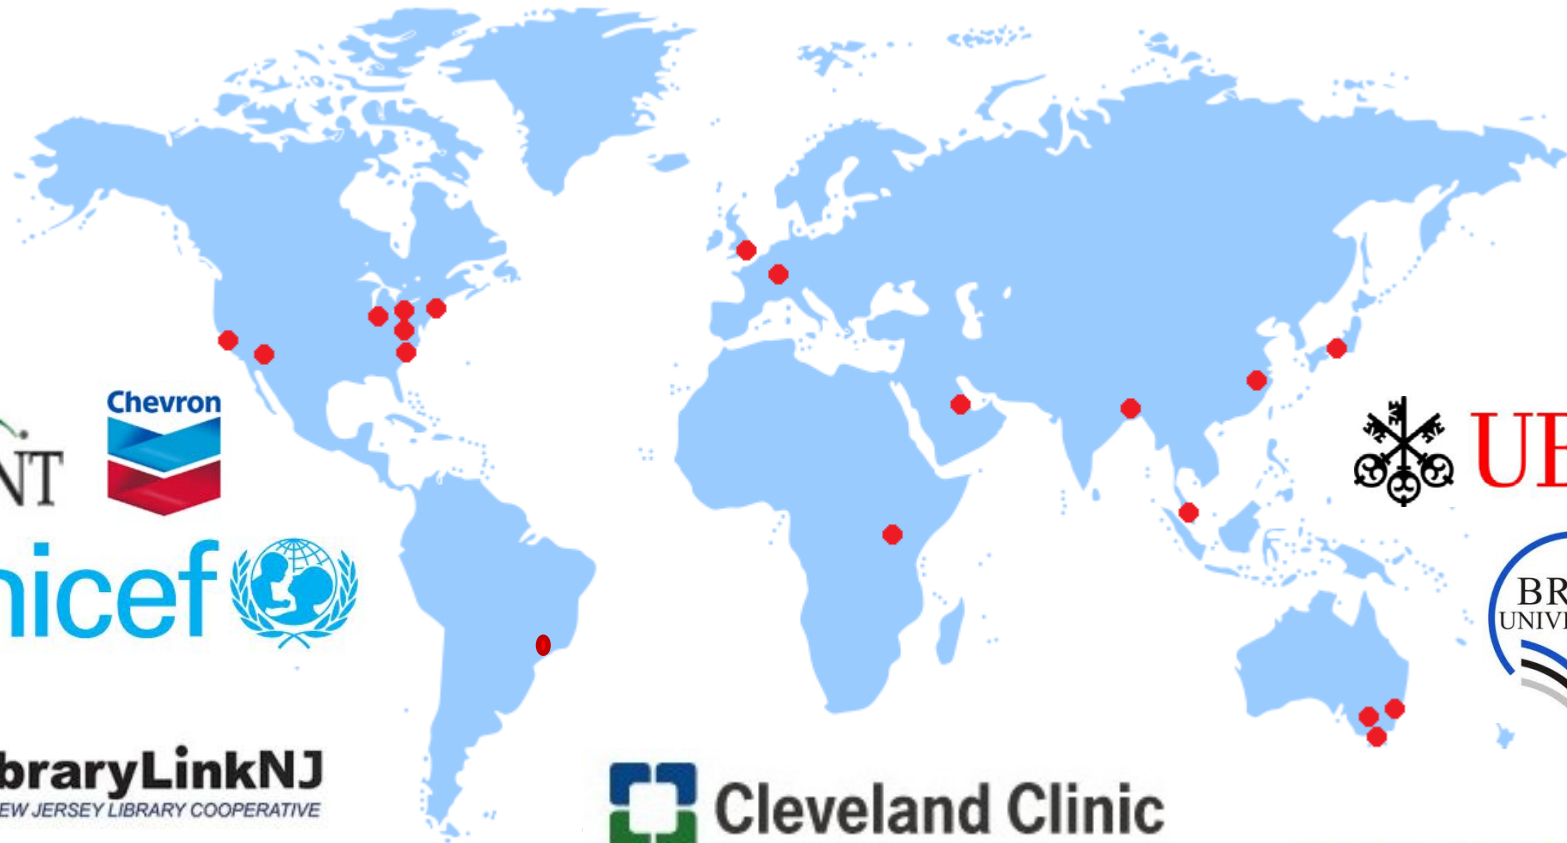 Chevron
NT
UB
nicef
BR
UNIV
braryLinkNJ
EW JERSEY LIBRARY COOPERATIVE
Cleveland Clinic